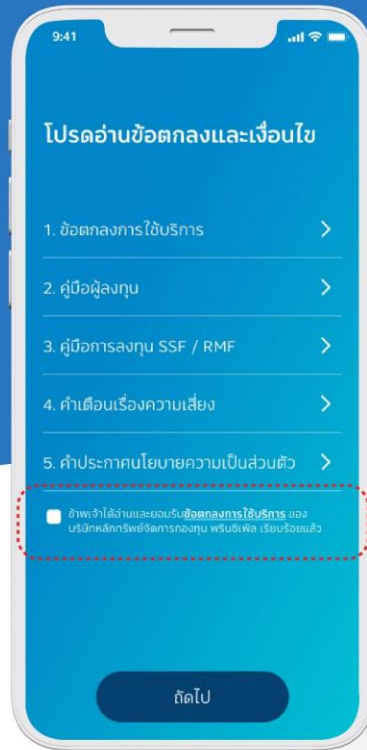 9:41
โปรดอ่านข้อตกลงและเงื่อนไข
1. ข้อตกลงการใช้บริการ
2. คู่มือผู้ลงทุน
3. คู่มือการลงทุน SSF / RMF
4. คำเตือนเรื่องความเสี่ยง
5. คำประกาศนโยบายความเป็นส่วนตัว
ข้าพเจ้าได้อ่านและยอมรับข้อตกลงการใช้บริการ ของ
บริษัทหลักทรัพย์จัดการกองทุน พรินซิเพิล เรียบร้อยแล้ว
ถัดไป